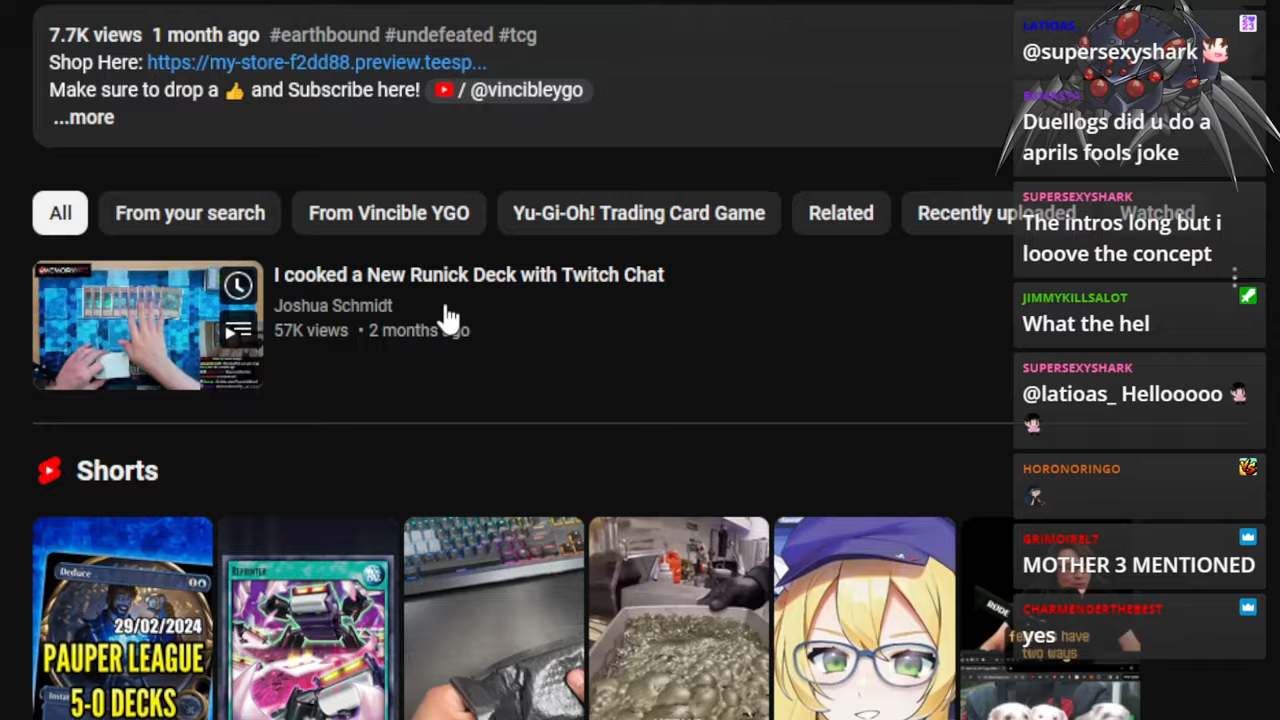 7.7K views 1 month ago #earthbound #undefeated #tcg
Shop Here: https://my-store-f2dd88.preview.teesp...
Make sure to drop a 👍 and Subscribe here! / @vincibleygo
...more
All
From your search
From Vincible YGO
Yu-Gi-Oh! Trading Card Game
Related
Recently uploaded
Watched
I cooked a New Runick Deck with Twitch Chat
Joshua Schmidt
57K views • 2 months ago
Shorts
Deduce
29/02/2024
PAUPER LEAGUE
5-0 DECKS
REPRINTER
RUDE
have
two ways
LATIOAS_
@supersexyshark
Duellogs did u do a
aprils fools joke
SUPERSEXYSHARK
The intros long but i
looove the concept
JIMMYKILLSALOT
What the hel
SUPERSEXYSHARK
@latioas_ Hellooooo
HORONORINGO
GRIMOIREL7
MOTHER 3 MENTIONED
CHARMENDERTHEBEST
yes